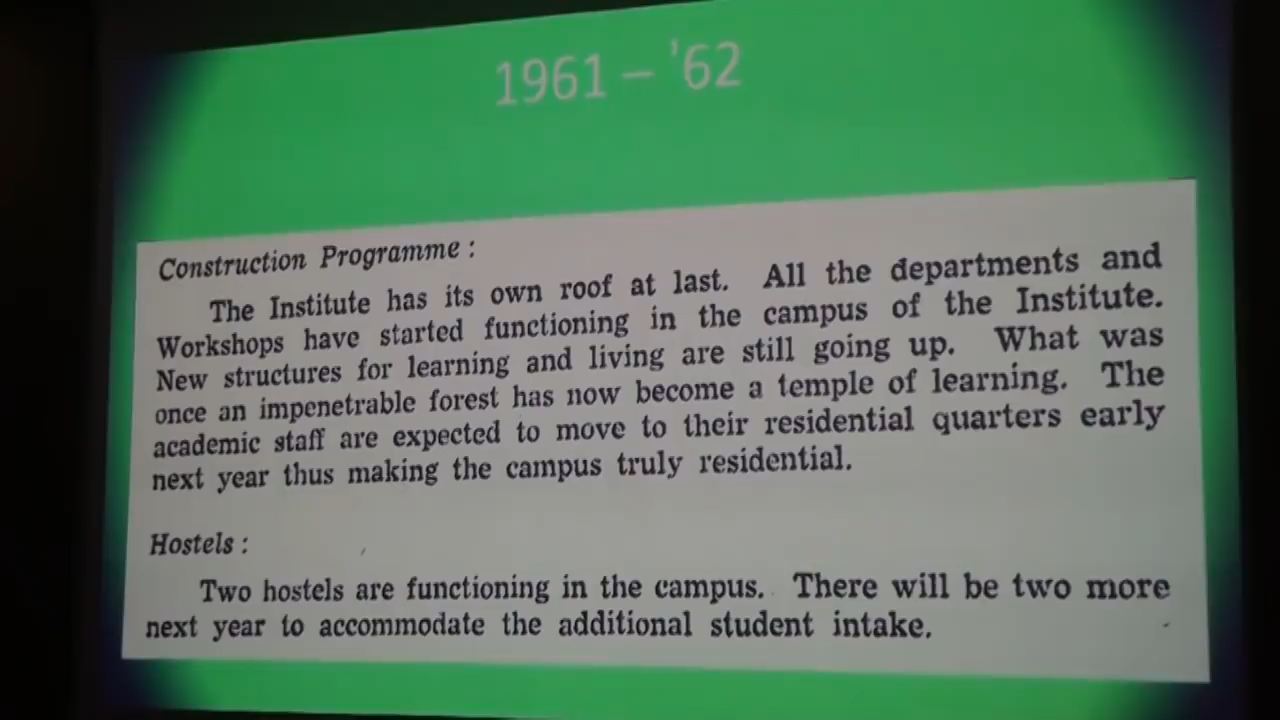 1961 – '62
Construction Programme :
The Institute has its own roof at last. All the departments and
Workshops have started functioning in the campus of the Institute.
New structures for learning and living are still going up. What was
once an impenetrable forest has now become a temple of learning. The
academic staff are expected to move to their residential quarters early
next year thus making the campus truly residential.
Hostels :
Two hostels are functioning in the campus. There will be two more
next year to accommodate the additional student intake.